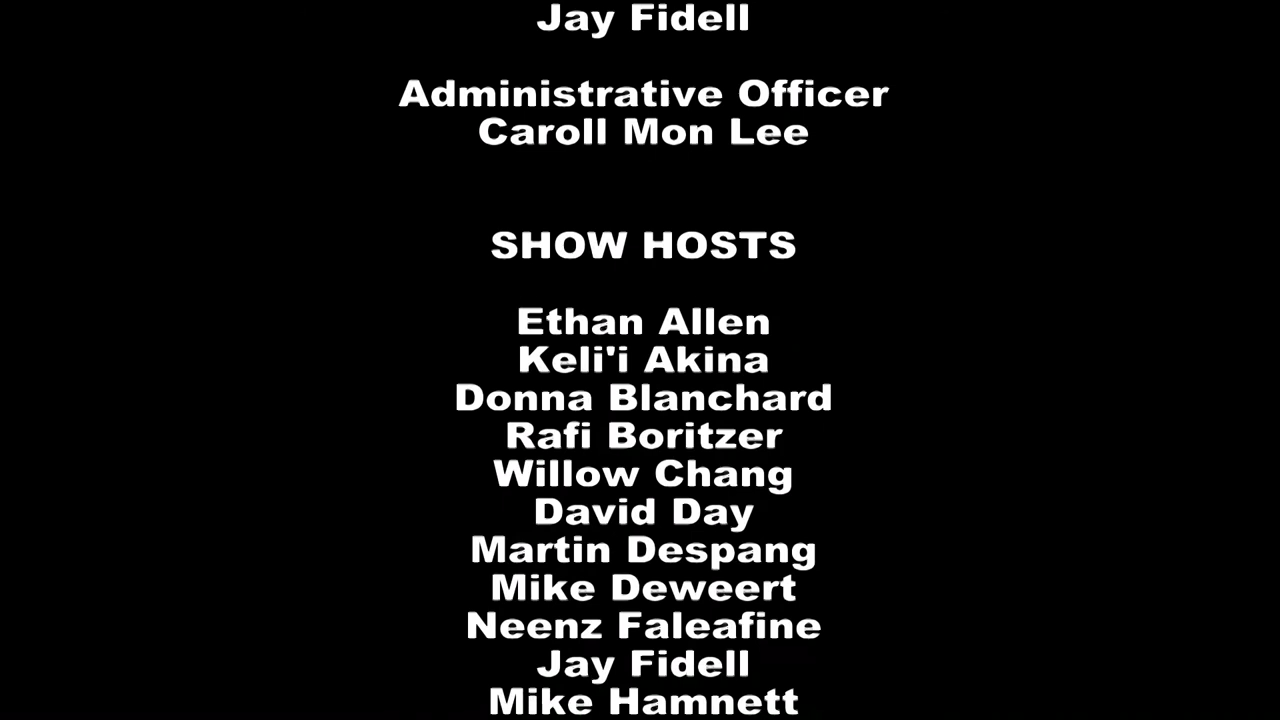 Jay Fidell
Administrative Officer
Caroll Mon Lee
SHOW HOSTS
Ethan Allen
Keli'i Akina
Donna Blanchard
Rafi Boritzer
Willow Chang
David Day
Martin Despang
Mike Deweert
Neenz Faleafine
Jay Fidell
Mike Hamnett